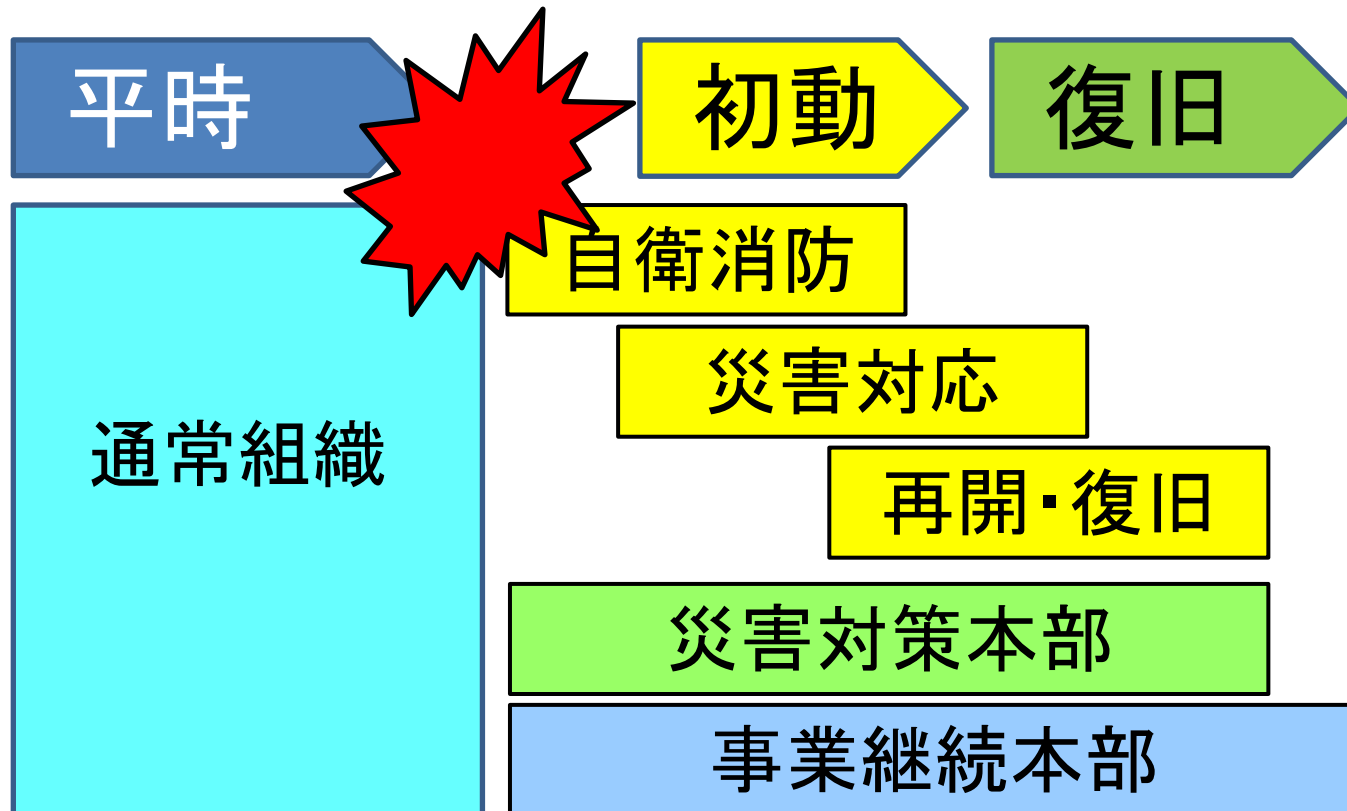 平時
初動
復旧
自衛消防
災害対応
通常組織
再開・復旧
災害対策本部
事業継続本部